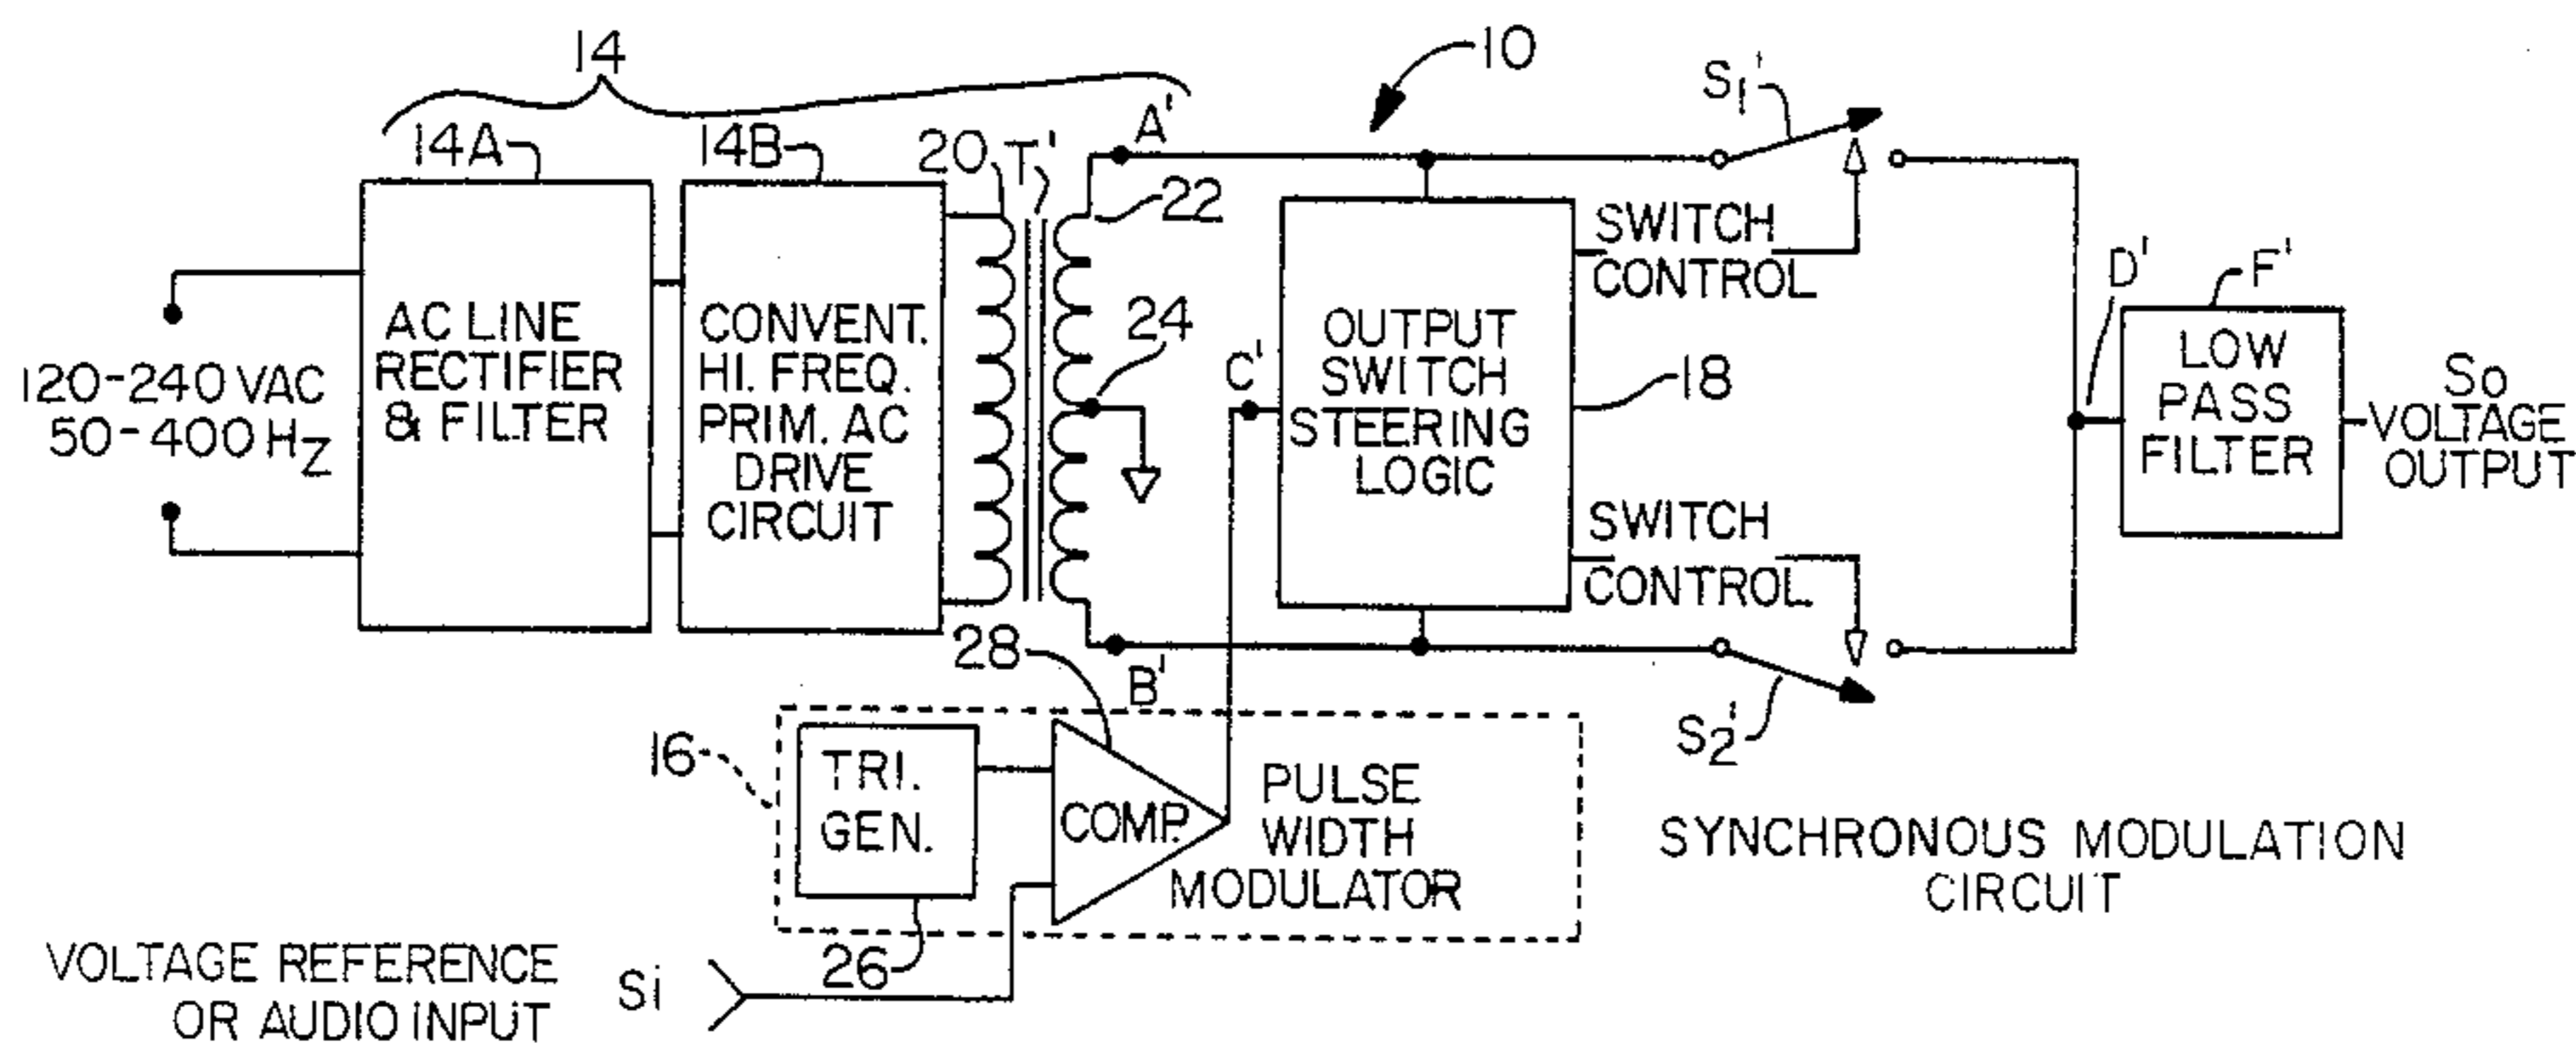 14
10
S1'
14A
14B
20
T'
A'
22
SWITCH
CONTROL
D'
F'
AC LINE
RECTIFIER
& FILTER
CONVENT.
HI. FREQ.
PRIM. AC
DRIVE
CIRCUIT
24
C'
OUTPUT
SWITCH
STEERING
LOGIC
18
LOW
PASS
FILTER
So
VOLTAGE
OUTPUT
120-240 VAC
50-400 Hz
SWITCH
CONTROL
28
B'
S2'
16
TRI.
GEN.
COMP.
PULSE
WIDTH
MODULATOR
SYNCHRONOUS MODULATION
CIRCUIT
26
VOLTAGE REFERENCE
OR AUDIO INPUT
Si